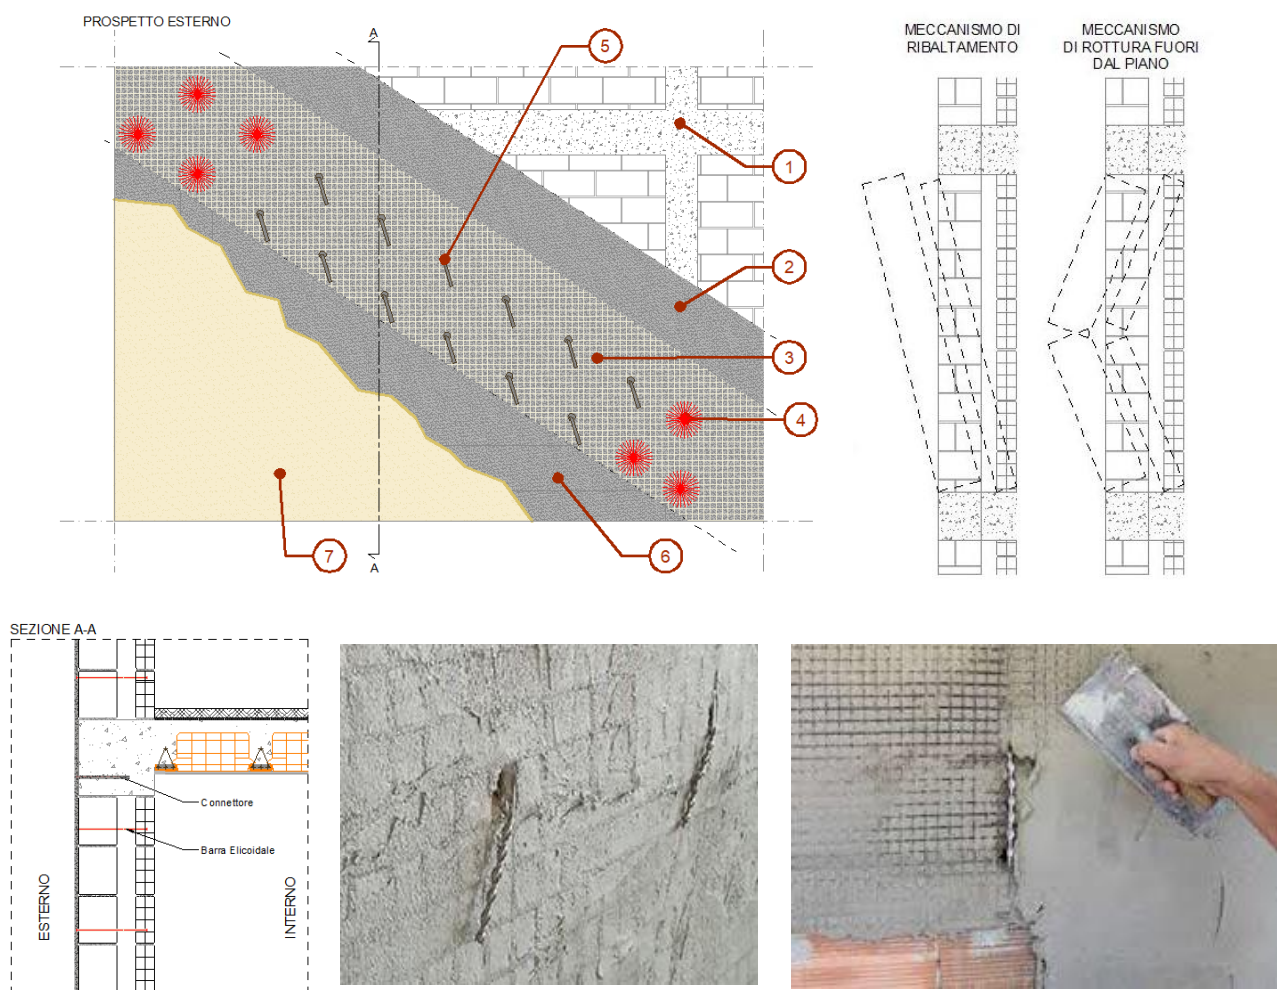 PROSPETTO ESTERNO
A
5
1
2
3
4
6
7
A
MECCANISMO DI
RIBALTAMENTO
MECCANISMO
DI ROTTURA FUORI
DAL PIANO
SEZIONE A-A
Connettore
Barra Elicoidale
ESTERNO
INTERNO